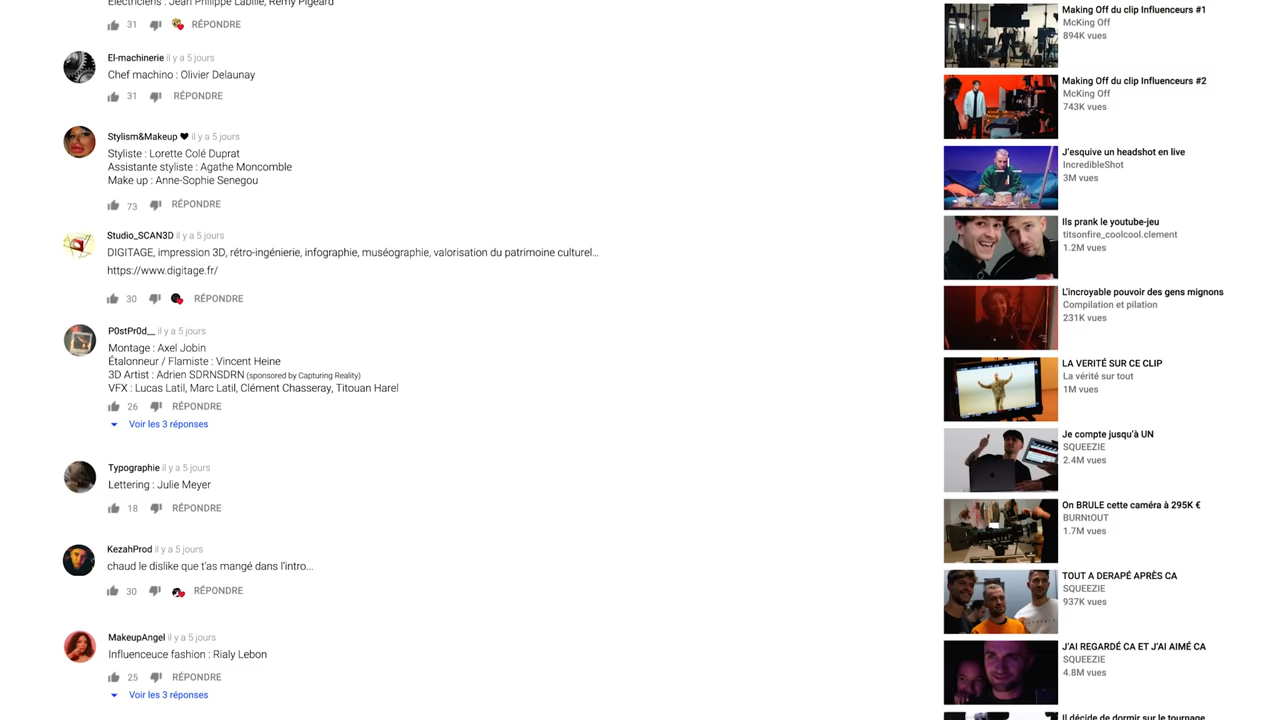 Electriciens : Jean Philippe Labille, Rémy Pigeard
31 RÉPONDRE
El-machinerie il y a 5 jours
Chef machino : Olivier Delaunay
31 RÉPONDRE
Stylism&Makeup ♥ il y a 5 jours
Styliste : Lorette Colé Duprat
Assistante styliste : Agathe Moncomble
Make up : Anne-Sophie Senegou
73 RÉPONDRE
Studio_SCAN3D il y a 5 jours
DIGITAGE, impression 3D, rétro-ingénierie, infographie, muséographie, valorisation du patrimoine culturel...
https://www.digitage.fr/
30 RÉPONDRE
P0stPr0d__ il y a 5 jours
Montage : Axel Jobin
Étalonneur / Flamiste : Vincent Heine
3D Artist : Adrien SDRNSDRN (sponsored by Capturing Reality)
VFX : Lucas Latil, Marc Latil, Clément Chasseray, Titouan Harel
26 RÉPONDRE
Voir les 3 réponses
Typographie il y a 5 jours
Lettering : Julie Meyer
18 RÉPONDRE
KezahProd il y a 5 jours
chaud le dislike que t'as mangé dans l'intro...
30 RÉPONDRE
MakeupAngel il y a 5 jours
Influenceuce fashion : Rialy Lebon
25 RÉPONDRE
Voir les 3 réponses
Making Off du clip Influenceurs #1
McKing Off
894K vues
Making Off du clip Influenceurs #2
McKing Off
743K vues
J'esquive un headshot en live
IncredibleShot
3M vues
Ils prank le youtube-jeu
titsonfire_coolcool.clement
1.2M vues
L'incroyable pouvoir des gens mignons
Compilation et pilation
231K vues
LA VERITÉ SUR CE CLIP
La vérité sur tout
1M vues
Je compte jusqu'à UN
SQUEEZIE
2.4M vues
On BRULE cette caméra à 295K €
BURNtOUT
1.7M vues
TOUT A DERAPÉ APRÈS CA
SQUEEZIE
937K vues
J'AI REGARDÉ CA ET J'AI AIMÉ CA
SQUEEZIE
4.8M vues
Il décide de dormir sur le tournage